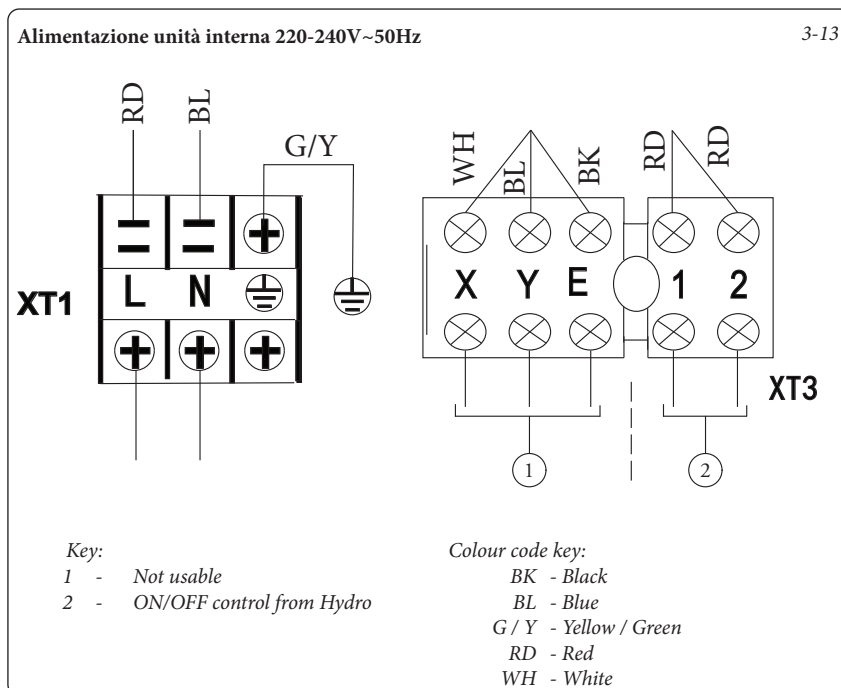 Alimentazione unità interna 220-240V~50Hz
3-13
RD
BL
G/Y
XT1
L N
WH
BL
BK
RD
RD
X Y E 1 2
XT3
1
2
Key:
1 - Not usable
2 - ON/OFF control from Hydro
Colour code key:
BK - Black
BL - Blue
G / Y - Yellow / Green
RD - Red
WH - White